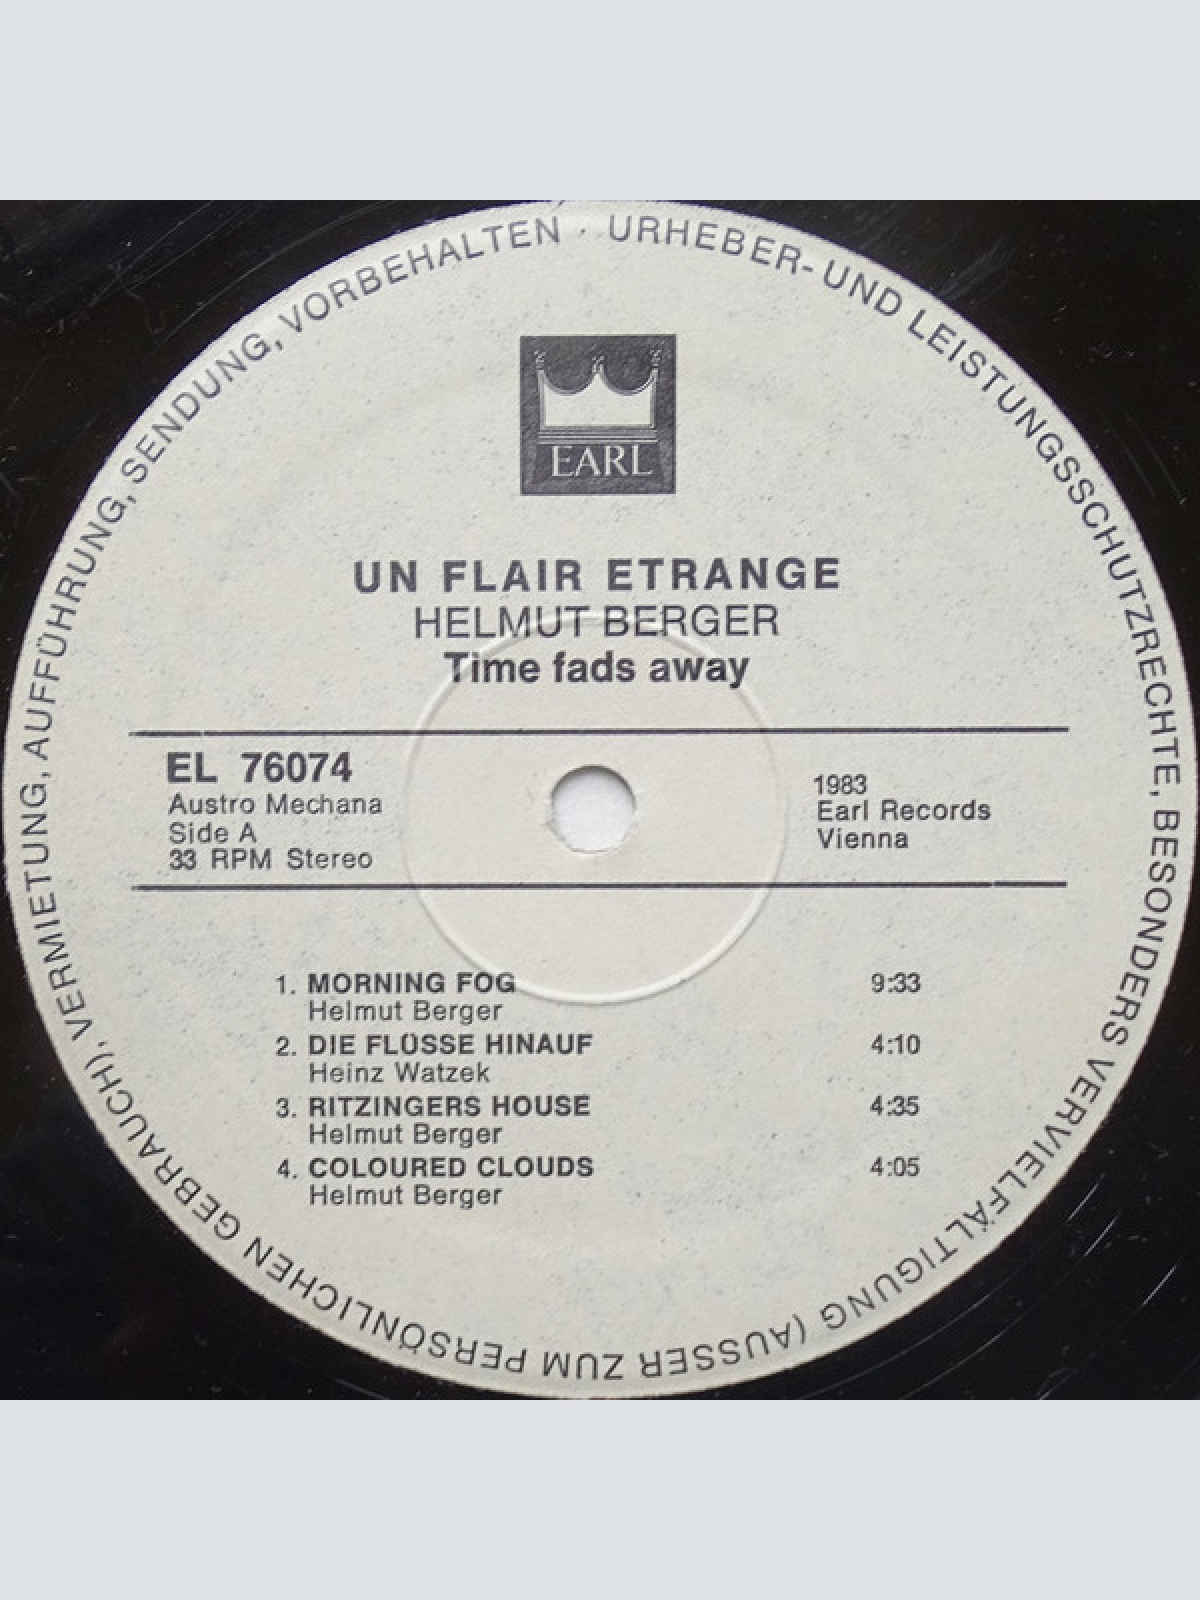 URHEBER- UND LEISTUNGSSCHUTZRECHTE, BESONDERS VERVIELFÄLTIGUNG (AUSSER ZUM PERSÖNLICHEN GEBRAUCH), VERMIETUNG, AUFFÜHRUNG, SENDUNG, VORBEHALTEN ·
EARL
UN FLAIR ETRANGE
HELMUT BERGER
Time fads away
EL 76074
Austro Mechana
Side A
33 RPM Stereo
1983
Earl Records
Vienna
1. MORNING FOG 9:33
Helmut Berger
2. DIE FLÜSSE HINAUF 4:10
Heinz Watzek
3. RITZINGERS HOUSE 4:35
Helmut Berger
4. COLOURED CLOUDS 4:05
Helmut Berger